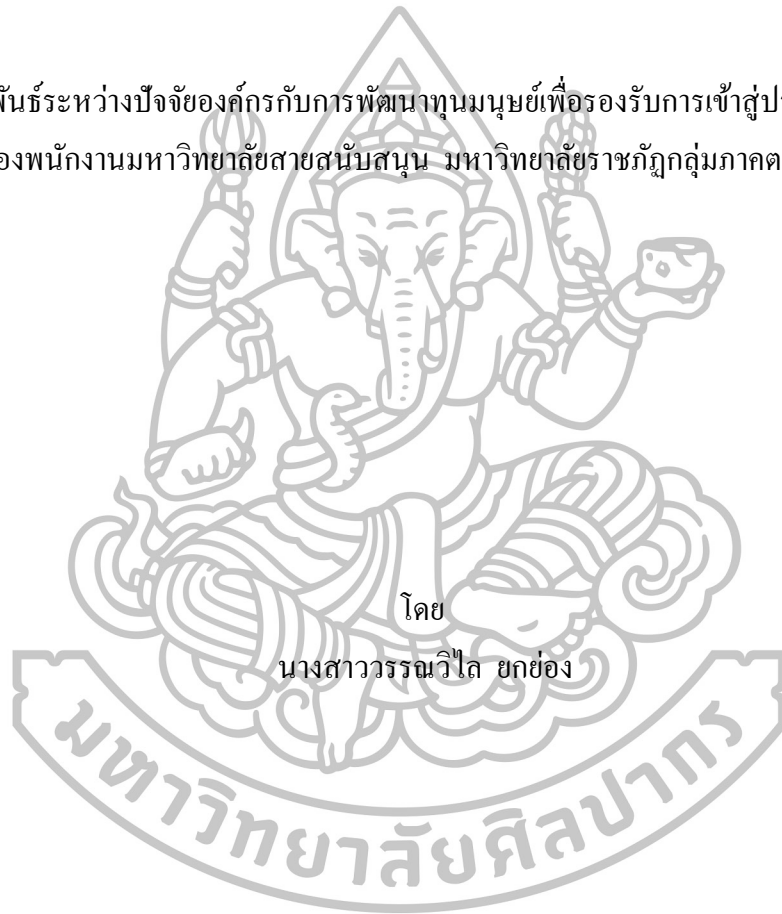 พันธ์ระหว่างปัจจัยองค์กรกับการพัฒนาทุนมนุษย์เพื่อรองรับการเข้าสู่ปร
องพนักงานมหาวิทยาลัยสายสนับสนุน มหาวิทยาลัยราชภัฏกลุ่มภาคต
โดย
นางสาววรรณวิไล ยกย่อง
มหาวิทยาลัยศิลปากร